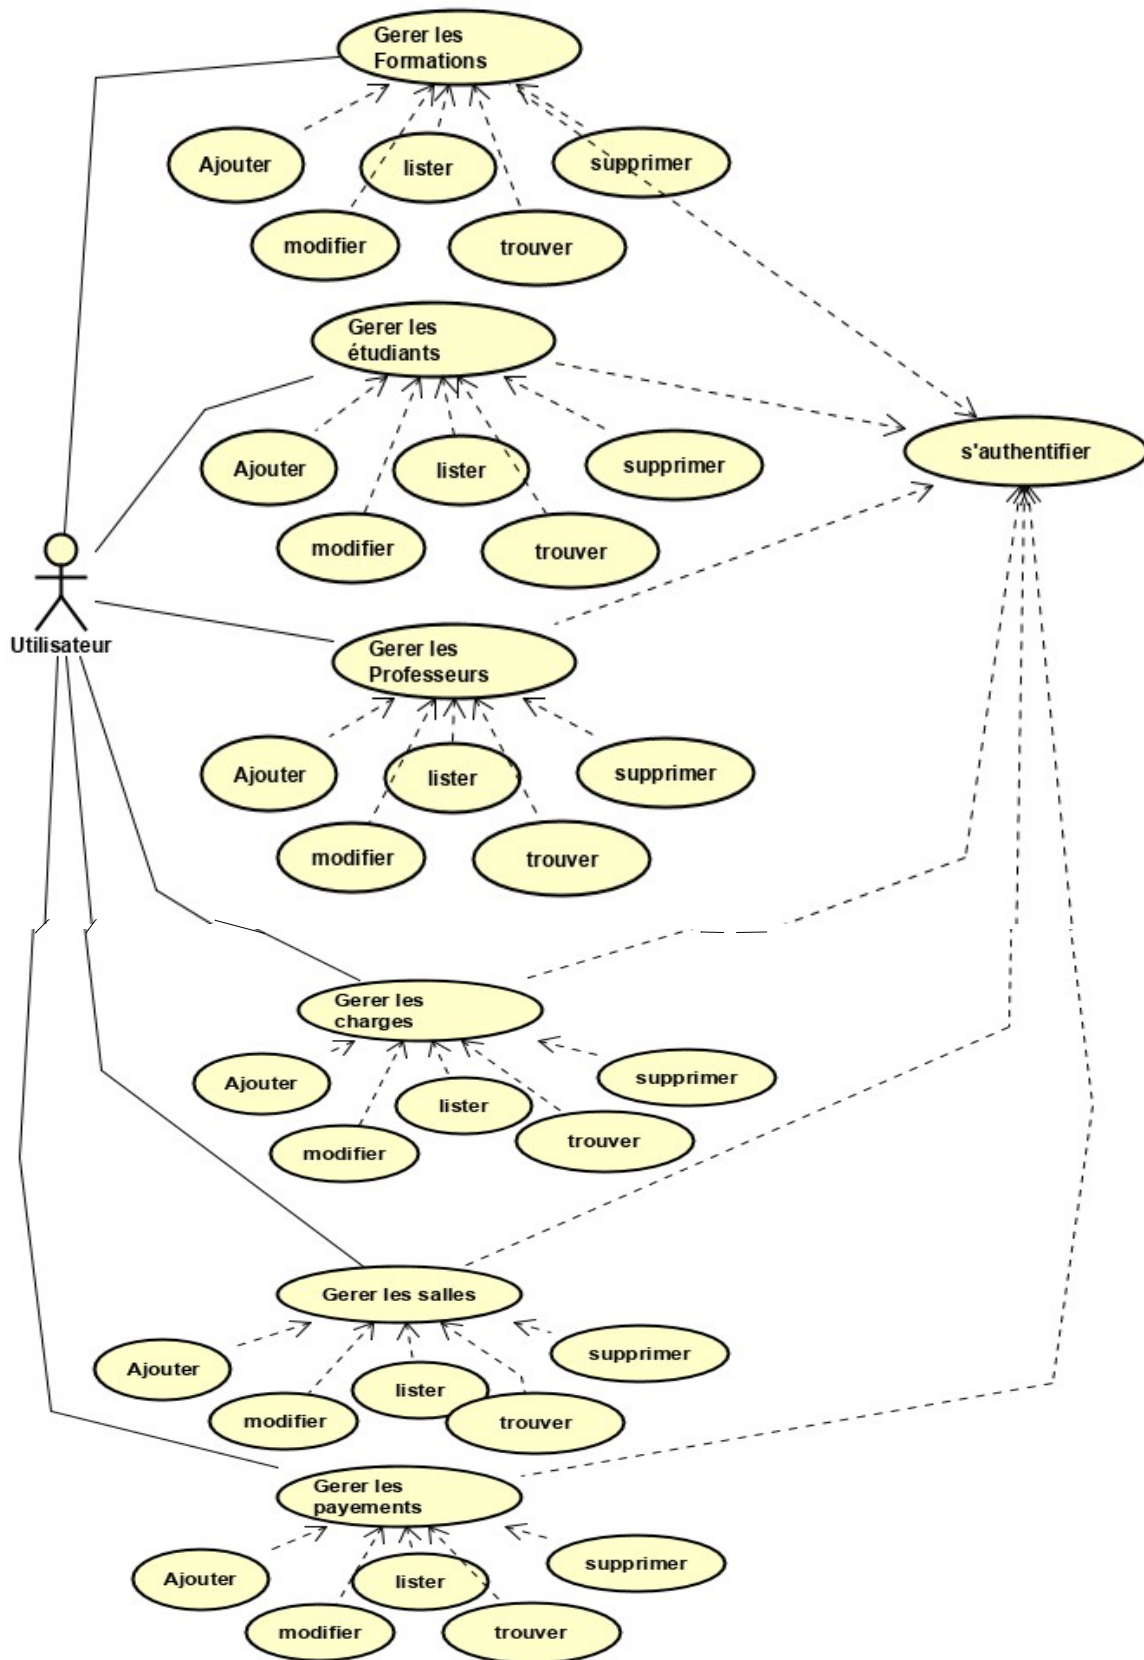 Gerer les
Formations
Ajouter
lister
supprimer
modifier
trouver
Gerer les
étudiants
Ajouter
lister
supprimer
modifier
trouver
s'authentifier
Utilisateur
Gerer les
Professeurs
Ajouter
lister
supprimer
modifier
trouver
Gerer les
charges
Ajouter
lister
supprimer
modifier
trouver
Gerer les salles
Ajouter
lister
supprimer
modifier
trouver
Gerer les
payements
Ajouter
lister
supprimer
modifier
trouver